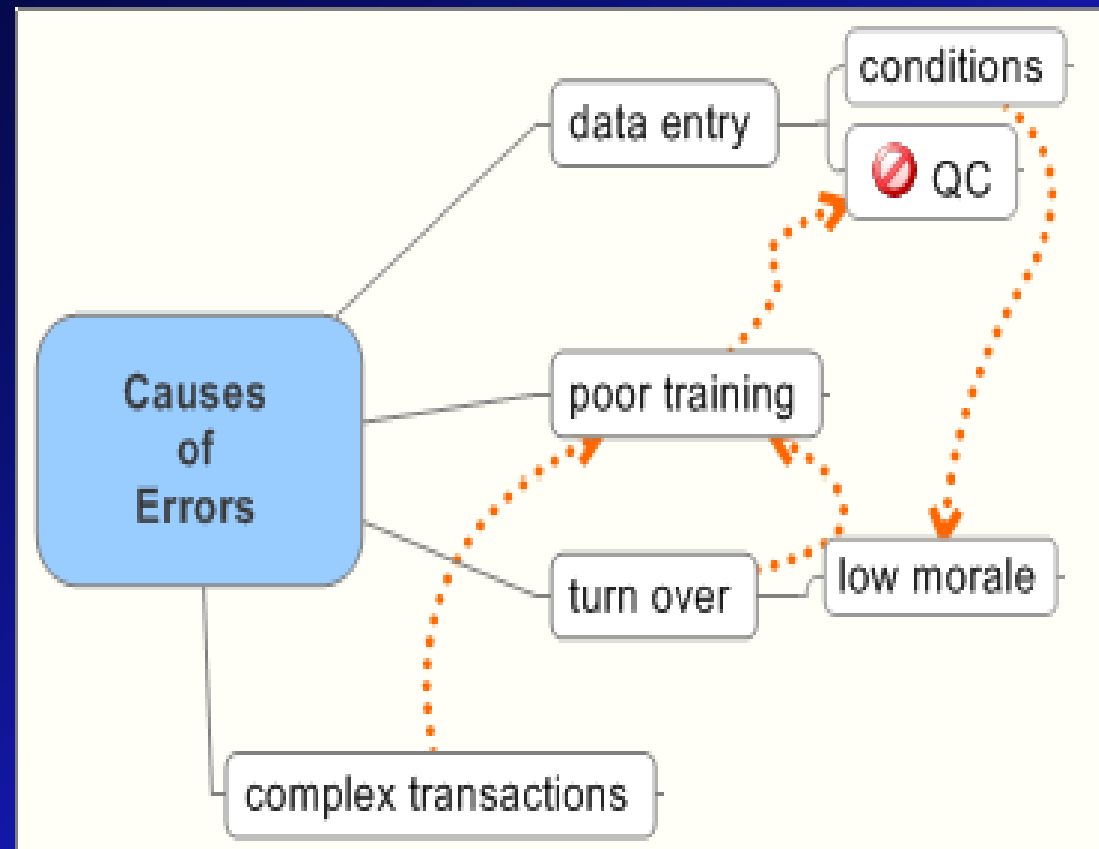 conditions
data entry
QC
Causes
of
Errors
poor training
turn over
low morale
complex transactions